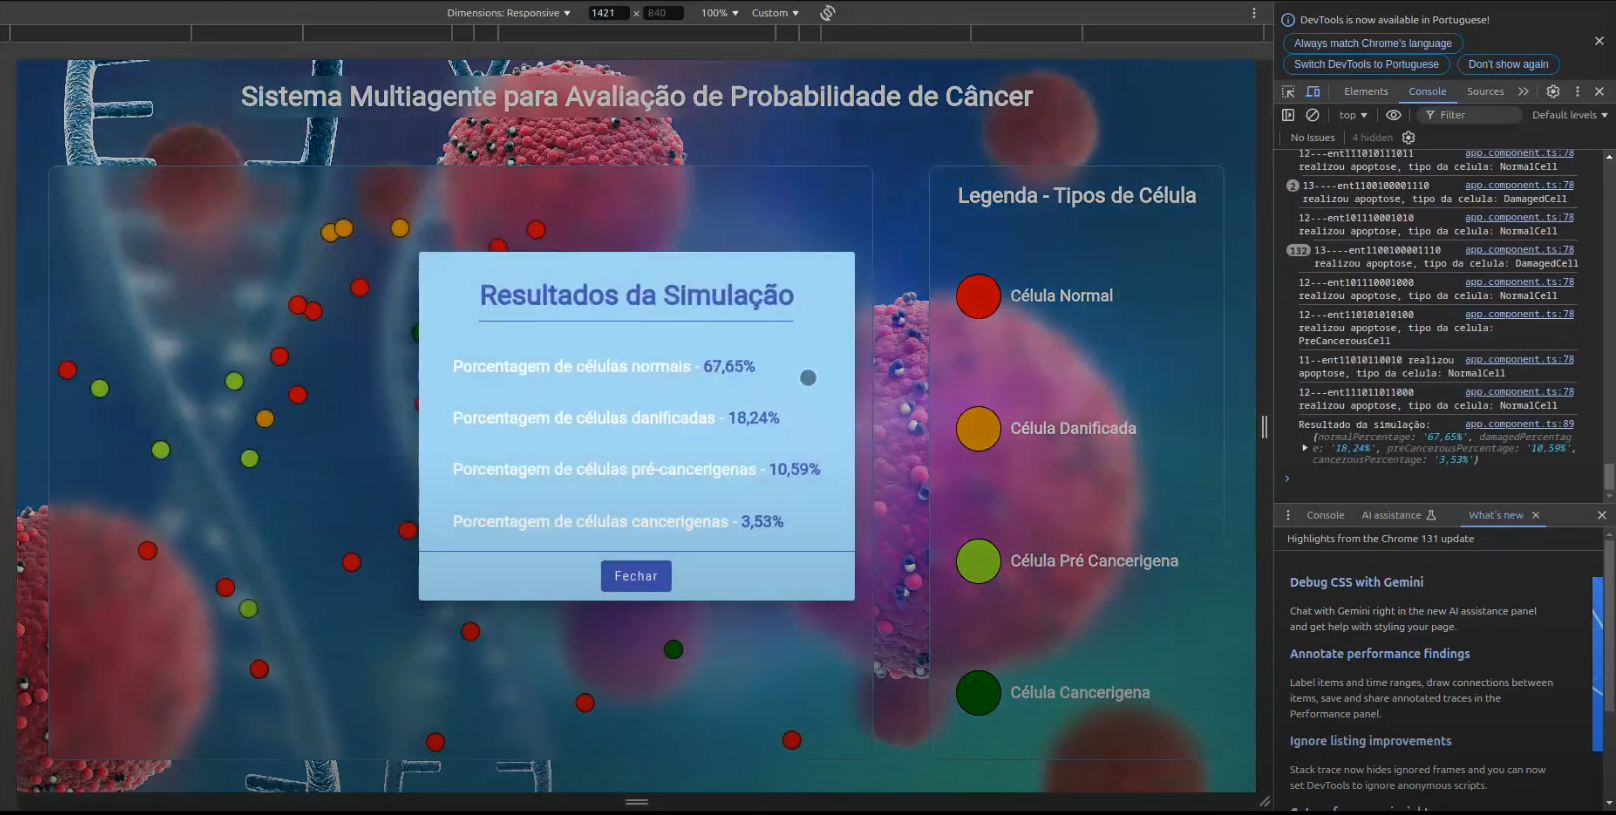 Dimensions: Responsive ▼ 1421 × 840 100% ▼ Custom ▼
Sistema Multiagente para Avaliação de Probabilidade de Câncer
Resultados da Simulação
Porcentagem de células normais - 67,65%
Porcentagem de células danificadas - 18,24%
Porcentagem de células pré-cancerigenas - 10,59%
Porcentagem de células cancerigenas - 3,53%
Fechar
Legenda - Tipos de Célula
Célula Normal
Célula Danificada
Célula Pré Cancerigena
Célula Cancerigena
DevTools is now available in Portuguese!
Always match Chrome's language
Switch DevTools to Portuguese Don't show again
Elements Console Sources
top ▼ Filter Default levels ▼
No Issues 4 hidden
12---ent111010111011 app.component.ts:78
realizou apoptose, tipo da celula: NormalCell
2 13----ent1100100001110 app.component.ts:78
realizou apoptose, tipo da celula: DamagedCell
12---ent101110001010 app.component.ts:78
realizou apoptose, tipo da celula: NormalCell
132 13----ent1100100001110 app.component.ts:78
realizou apoptose, tipo da celula: DamagedCell
12---ent101110001000 app.component.ts:78
realizou apoptose, tipo da celula: NormalCell
12---ent110101010100 app.component.ts:78
realizou apoptose, tipo da celula:
PreCancerousCell
11--ent11010110010 realizou app.component.ts:78
apoptose, tipo da celula: NormalCell
12---ent111011011000 app.component.ts:78
realizou apoptose, tipo da celula: NormalCell
Resultado da simulação: app.component.ts:89
{normalPercentage: '67,65%', damagedPercentag
e: '18,24%', preCancerousPercentage: '10,59%',
cancerousPercentage: '3,53%'}
Console AI assistance What's new
Highlights from the Chrome 131 update
Debug CSS with Gemini
Chat with Gemini right in the new AI assistance panel
and get help with styling your page.
Annotate performance findings
Label items and time ranges, draw connections between
items, save and share annotated traces in the
Performance panel.
Ignore listing improvements
Stack trace now hides ignored frames and you can now
set DevTools to ignore anonymous scripts.